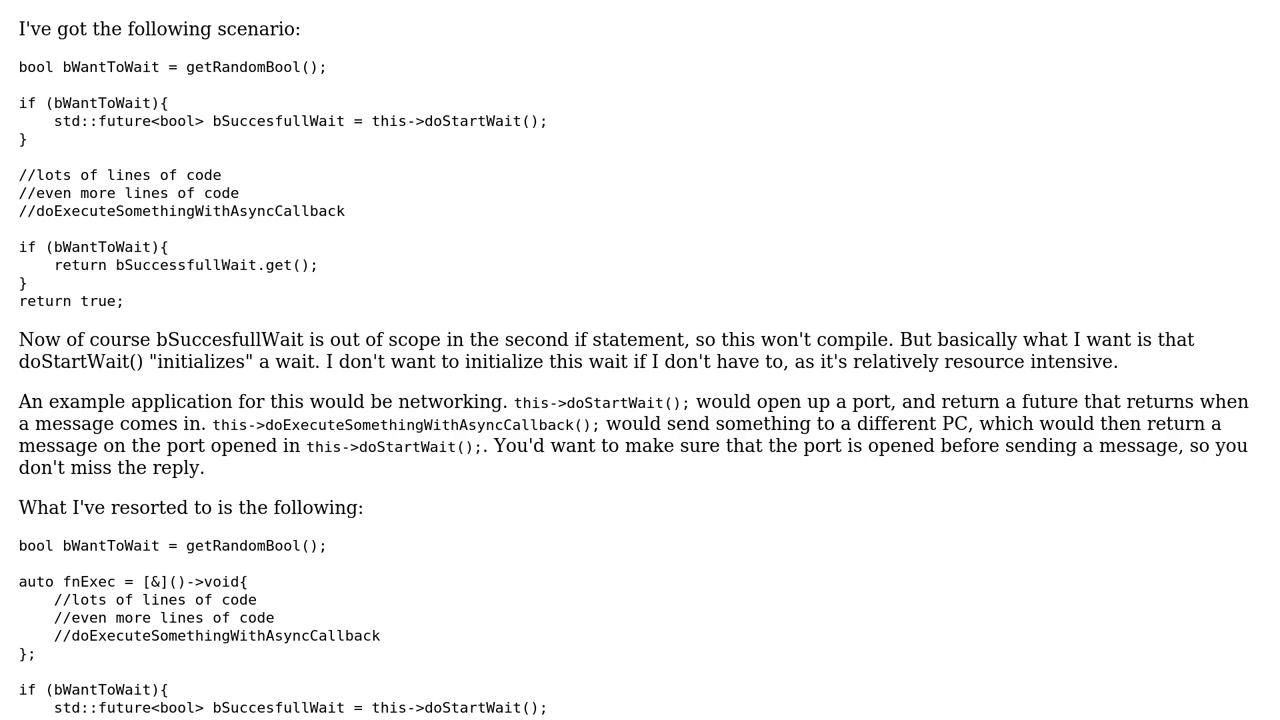 I've got the following scenario:
bool bWantToWait = getRandomBool();
if (bWantToWait){
    std::future<bool> bSuccesfullWait = this->doStartWait();
}
//lots of lines of code
//even more lines of code
//doExecuteSomethingWithAsyncCallback
if (bWantToWait){
    return bSuccessfullWait.get();
}
return true;
Now of course bSuccesfullWait is out of scope in the second if statement, so this won't compile. But basically what I want is that
doStartWait() "initializes" a wait. I don't want to initialize this wait if I don't have to, as it's relatively resource intensive.
An example application for this would be networking. this->doStartWait(); would open up a port, and return a future that returns when
a message comes in. this->doExecuteSomethingWithAsyncCallback(); would send something to a different PC, which would then return a
message on the port opened in this->doStartWait();. You'd want to make sure that the port is opened before sending a message, so you
don't miss the reply.
What I've resorted to is the following:
bool bWantToWait = getRandomBool();
auto fnExec = [&]()->void{
    //lots of lines of code
    //even more lines of code
    //doExecuteSomethingWithAsyncCallback
};
if (bWantToWait){
    std::future<bool> bSuccesfullWait = this->doStartWait();